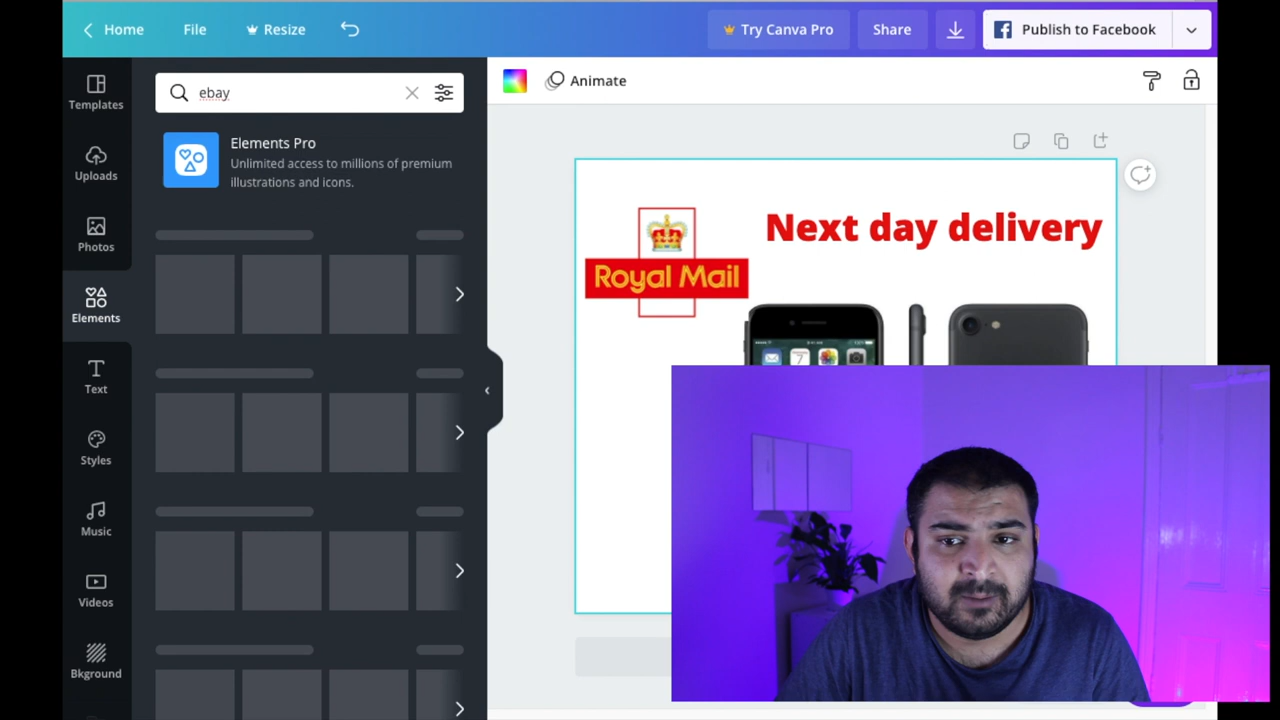 Home
File
Resize
Try Canva Pro
Share
Publish to Facebook
ebay
Animate
Templates
Elements Pro
Unlimited access to millions of premium
illustrations and icons.
Uploads
Photos
Next day delivery
Royal Mail
Elements
Text
Styles
Music
Videos
Bkground